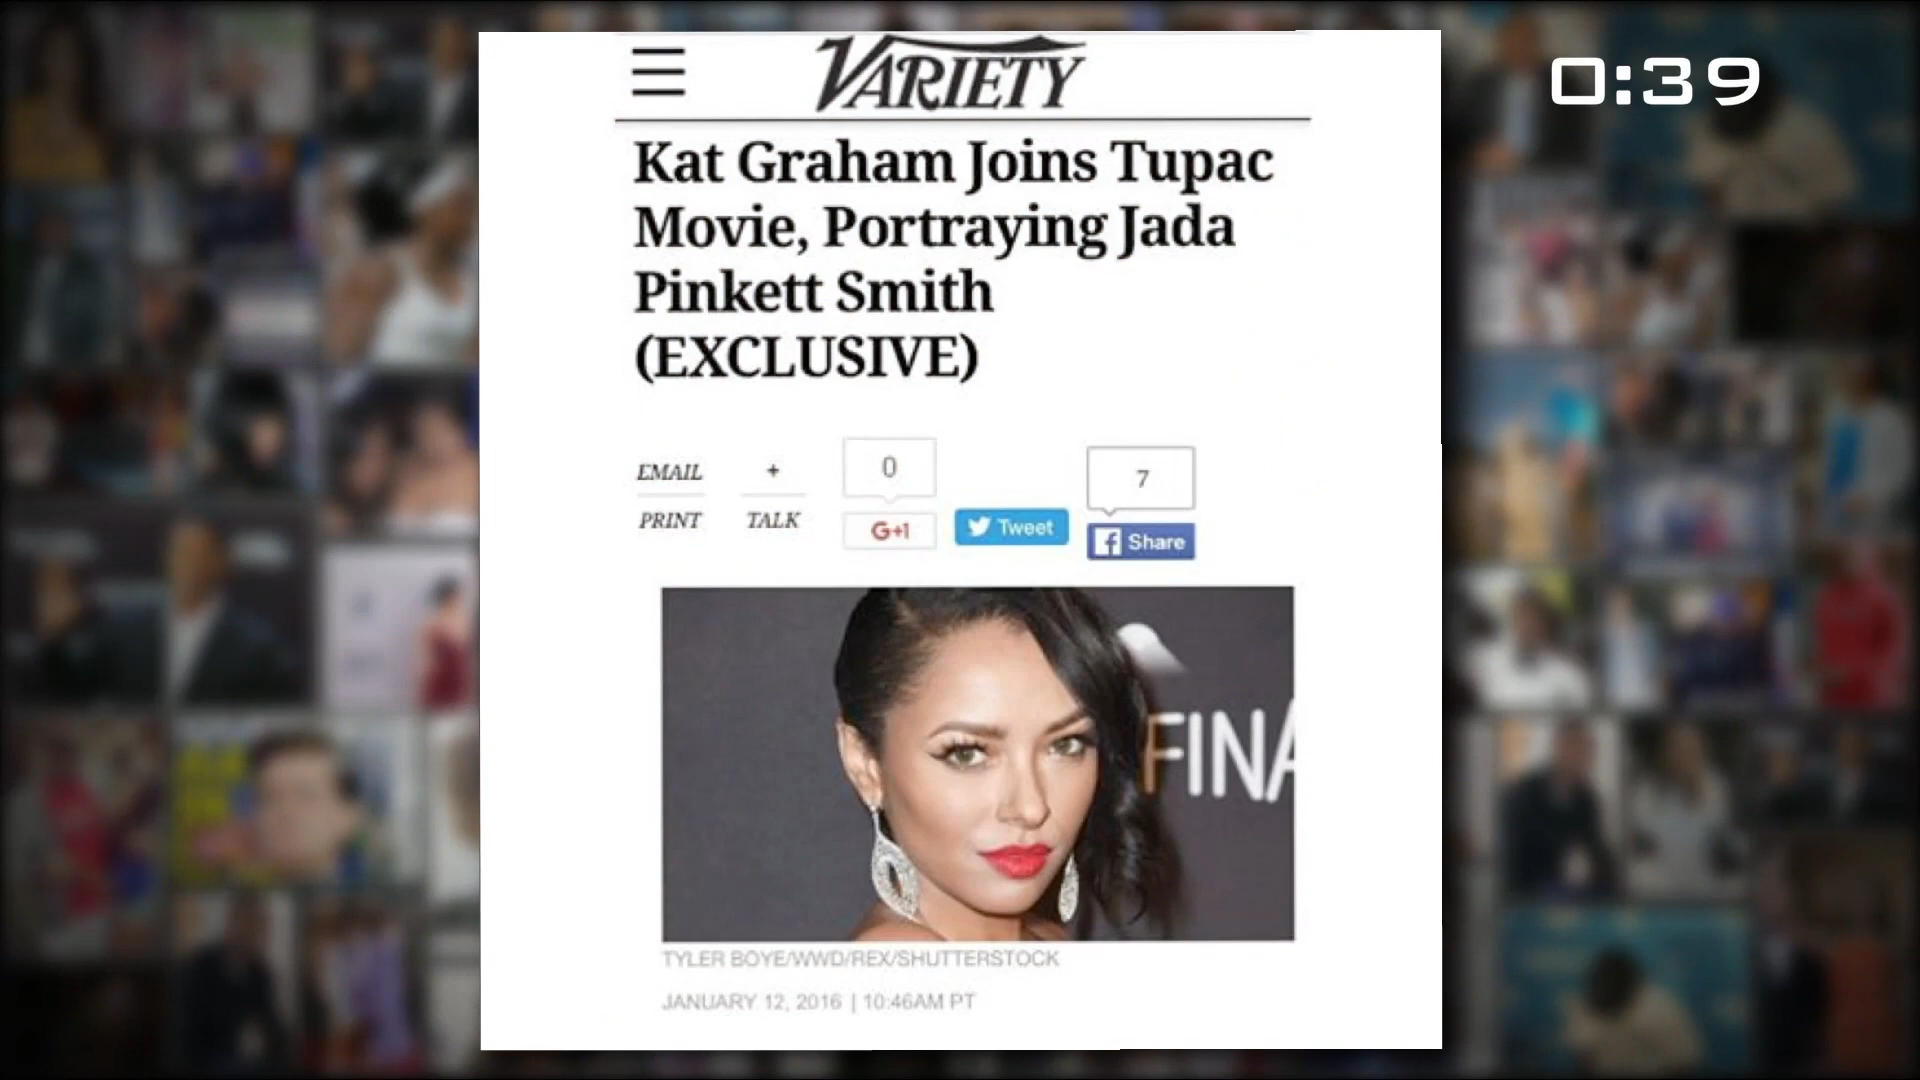 VARIETY
0:39
Kat Graham Joins Tupac
Movie, Portraying Jada
Pinkett Smith
(EXCLUSIVE)
EMAIL
+
0
7
PRINT
TALK
G+1
Tweet
Share
FINA
TYLER BOYE/WWD/REX/SHUTTERSTOCK
JANUARY 12, 2016 | 10:46AM PT